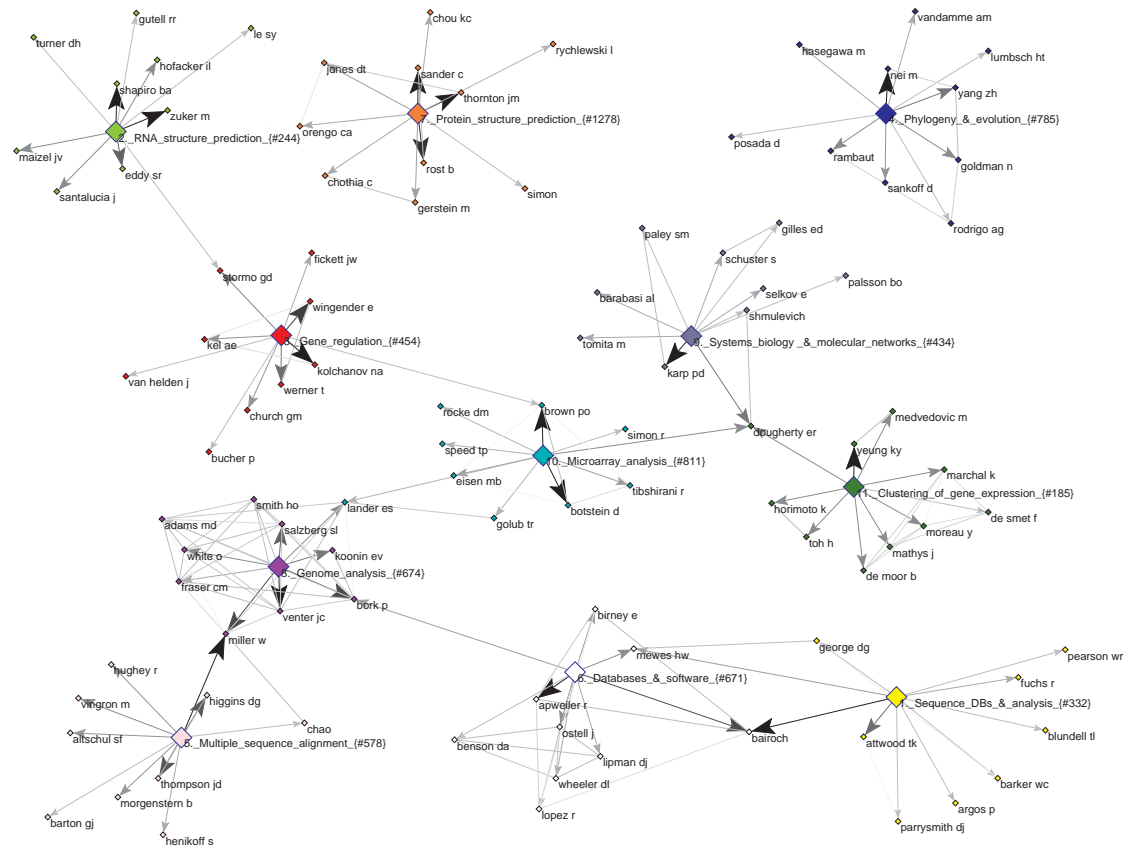 gutell rr
chou kc
vandamme am
turner dh
le sy
hasegawa m
rychlewski l
lumbsch ht
hofacker il
jones dt
sander c
nei m
shapiro ba
thornton jm
yang zh
zuker m
2._RNA_structure_prediction_{#244}
7._Protein_structure_prediction_{#1278}
4._Phylogeny_&_evolution_{#785}
orengo ca
posada d
maizel jv
rambaut
goldman n
eddy sr
rost b
chothia c
simon
sankoff d
santalucia j
gerstein m
rodrigo ag
paley sm
gilles ed
fickett jw
schuster s
stormo gd
palsson bo
selkov e
barabasi al
wingender e
shmulevich
kel ae
3._Gene_regulation_{#454}
tomita m
9._Systems_biology _&_molecular_networks_{#434}
kolchanov na
karp pd
van helden j
werner t
church gm
rocke dm
brown po
medvedovic m
simon r
dougherty er
bucher p
speed tp
yeung ky
10._Microarray_analysis_{#811}
eisen mb
marchal k
tibshirani r
11._Clustering_of_gene_expression_{#185}
smith ho
lander es
horimoto k
botstein d
de smet f
adams md
golub tr
salzberg sl
moreau y
toh h
white o
koonin ev
mathys j
._Genome_analysis_{#674}
de moor b
fraser cm
bork p
venter jc
birney e
miller w
george dg
mewes hw
pearson wr
hughey r
._Databases_&_software_{#671}
fuchs r
higgins dg
vingron m
apweiler r
1._Sequence_DBs_&_analysis_{#332}
chao
ostell j
bairoch
blundell tl
altschul sf
5._Multiple_sequence_alignment_{#578}
benson da
attwood tk
lipman dj
thompson jd
wheeler dl
barker wc
morgenstern b
argos p
lopez r
barton gj
parrysmith dj
henikoff s